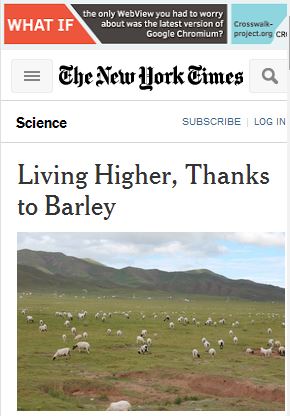 WHAT IF
the only WebView you had to worry
about was the latest version of
Google Chromium?
Crosswalk-
project.org
The New York Times
Science
SUBSCRIBE | LOG IN
Living Higher, Thanks
to Barley